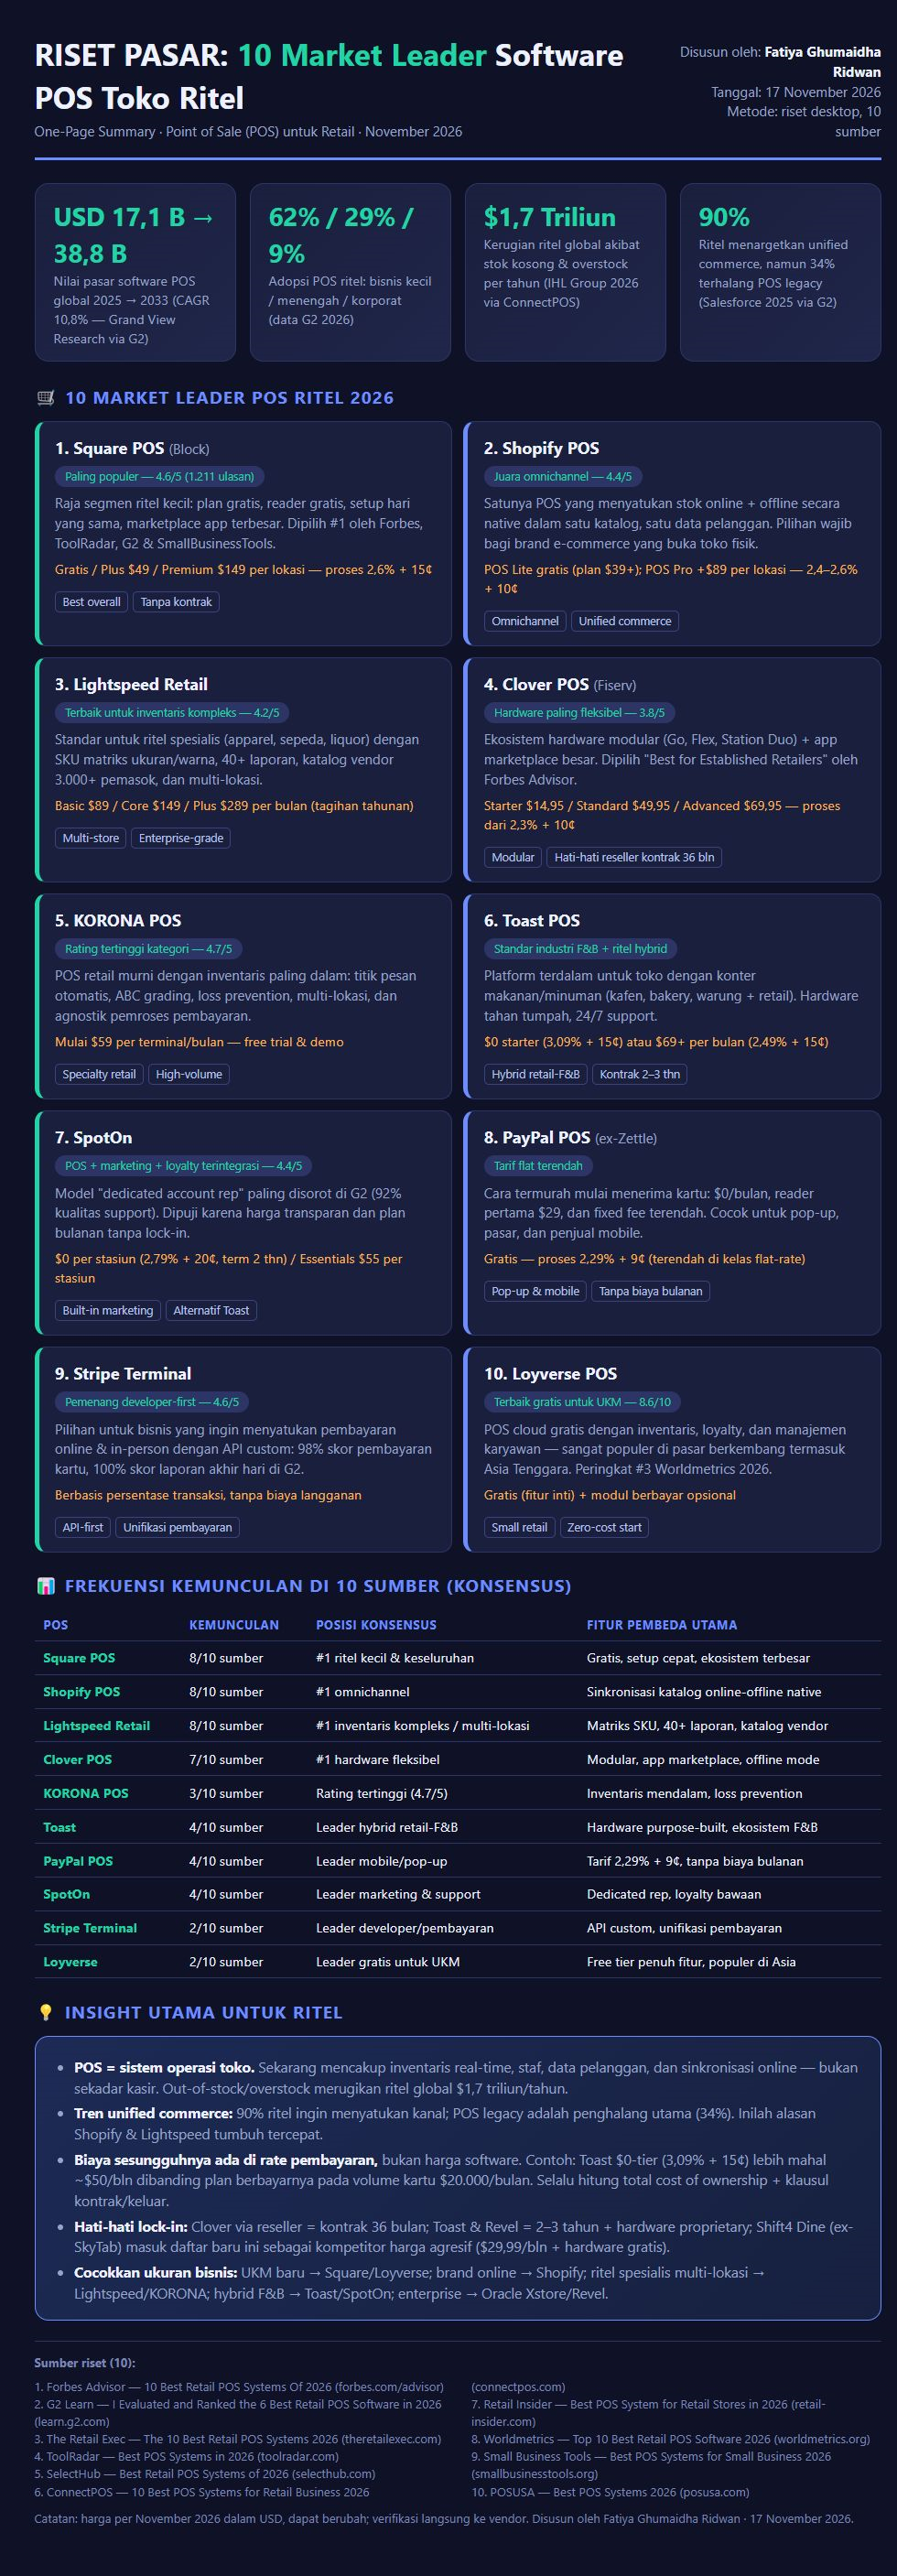 RISET PASAR: 10 Market Leader Software
POS Toko Ritel
One-Page Summary · Point of Sale (POS) untuk Retail · November 2026
Disusun oleh: Fatiya Ghumaidha
Ridwan
Tanggal: 17 November 2026
Metode: riset desktop, 10
sumber
USD 17,1 B →
38,8 B
Nilai pasar software POS
global 2025 → 2033 (CAGR
10,8% — Grand View
Research via G2)
62% / 29% /
9%
Adopsi POS ritel: bisnis kecil
/ menengah / korporat
(data G2 2026)
$1,7 Triliun
Kerugian ritel global akibat
stok kosong & overstock
per tahun (IHL Group 2026
via ConnectPOS)
90%
Ritel menargetkan unified
commerce, namun 34%
terhalang POS legacy
(Salesforce 2025 via G2)
🛒 10 MARKET LEADER POS RITEL 2026
1. Square POS (Block)
Paling populer — 4.6/5 (1.211 ulasan)
Raja segmen ritel kecil: plan gratis, reader gratis, setup hari
yang sama, marketplace app terbesar. Dipilih #1 oleh Forbes,
ToolRadar, G2 & SmallBusinessTools.
Gratis / Plus $49 / Premium $149 per lokasi — proses 2,6% + 15¢
Best overall
Tanpa kontrak
2. Shopify POS
Juara omnichannel — 4.4/5
Satunya POS yang menyatukan stok online + offline secara
native dalam satu katalog, satu data pelanggan. Pilihan wajib
bagi brand e-commerce yang buka toko fisik.
POS Lite gratis (plan $39+); POS Pro +$89 per lokasi — 2,4–2,6%
+ 10¢
Omnichannel
Unified commerce
3. Lightspeed Retail
Terbaik untuk inventaris kompleks — 4.2/5
Standar untuk ritel spesialis (apparel, sepeda, liquor) dengan
SKU matriks ukuran/warna, 40+ laporan, katalog vendor
3.000+ pemasok, dan multi-lokasi.
Basic $89 / Core $149 / Plus $289 per bulan (tagihan tahunan)
Multi-store
Enterprise-grade
4. Clover POS (Fiserv)
Hardware paling fleksibel — 3.8/5
Ekosistem hardware modular (Go, Flex, Station Duo) + app
marketplace besar. Dipilih "Best for Established Retailers" oleh
Forbes Advisor.
Starter $14,95 / Standard $49,95 / Advanced $69,95 — proses
dari 2,3% + 10¢
Modular
Hati-hati reseller kontrak 36 bln
5. KORONA POS
Rating tertinggi kategori — 4.7/5
POS retail murni dengan inventaris paling dalam: titik pesan
otomatis, ABC grading, loss prevention, multi-lokasi, dan
agnostik pemroses pembayaran.
Mulai $59 per terminal/bulan — free trial & demo
Specialty retail
High-volume
6. Toast POS
Standar industri F&B + ritel hybrid
Platform terdalam untuk toko dengan konter
makanan/minuman (kafen, bakery, warung + retail). Hardware
tahan tumpah, 24/7 support.
$0 starter (3,09% + 15¢) atau $69+ per bulan (2,49% + 15¢)
Hybrid retail-F&B
Kontrak 2–3 thn
7. SpotOn
POS + marketing + loyalty terintegrasi — 4.4/5
Model "dedicated account rep" paling disorot di G2 (92%
kualitas support). Dipuji karena harga transparan dan plan
bulanan tanpa lock-in.
$0 per stasiun (2,79% + 20¢, term 2 thn) / Essentials $55 per
stasiun
Built-in marketing
Alternatif Toast
8. PayPal POS (ex-Zettle)
Tarif flat terendah
Cara termurah mulai menerima kartu: $0/bulan, reader
pertama $29, dan fixed fee terendah. Cocok untuk pop-up,
pasar, dan penjual mobile.
Gratis — proses 2,29% + 9¢ (terendah di kelas flat-rate)
Pop-up & mobile
Tanpa biaya bulanan
9. Stripe Terminal
Pemenang developer-first — 4.6/5
Pilihan untuk bisnis yang ingin menyatukan pembayaran
online & in-person dengan API custom: 98% skor pembayaran
kartu, 100% skor laporan akhir hari di G2.
Berbasis persentase transaksi, tanpa biaya langganan
API-first
Unifikasi pembayaran
10. Loyverse POS
Terbaik gratis untuk UKM — 8.6/10
POS cloud gratis dengan inventaris, loyalty, dan manajemen
karyawan — sangat populer di pasar berkembang termasuk
Asia Tenggara. Peringkat #3 Worldmetrics 2026.
Gratis (fitur inti) + modul berbayar opsional
Small retail
Zero-cost start
📊 FREKUENSI KEMUNCULAN DI 10 SUMBER (KONSENSUS)
POS KEMUNCULAN POSISI KONSENSUS FITUR PEMBEDA UTAMA
Square POS 8/10 sumber #1 ritel kecil & keseluruhan Gratis, setup cepat, ekosistem terbesar
Shopify POS 8/10 sumber #1 omnichannel Sinkronisasi katalog online-offline native
Lightspeed Retail 8/10 sumber #1 inventaris kompleks / multi-lokasi Matriks SKU, 40+ laporan, katalog vendor
Clover POS 7/10 sumber #1 hardware fleksibel Modular, app marketplace, offline mode
KORONA POS 3/10 sumber Rating tertinggi (4.7/5) Inventaris mendalam, loss prevention
Toast 4/10 sumber Leader hybrid retail-F&B Hardware purpose-built, ekosistem F&B
PayPal POS 4/10 sumber Leader mobile/pop-up Tarif 2,29% + 9¢, tanpa biaya bulanan
SpotOn 4/10 sumber Leader marketing & support Dedicated rep, loyalty bawaan
Stripe Terminal 2/10 sumber Leader developer/pembayaran API custom, unifikasi pembayaran
Loyverse 2/10 sumber Leader gratis untuk UKM Free tier penuh fitur, populer di Asia
💡 INSIGHT UTAMA UNTUK RITEL
• POS = sistem operasi toko. Sekarang mencakup inventaris real-time, staf, data pelanggan, dan sinkronisasi online — bukan
sekadar kasir. Out-of-stock/overstock merugikan ritel global $1,7 triliun/tahun.
• Tren unified commerce: 90% ritel ingin menyatukan kanal; POS legacy adalah penghalang utama (34%). Inilah alasan
Shopify & Lightspeed tumbuh tercepat.
• Biaya sesungguhnya ada di rate pembayaran, bukan harga software. Contoh: Toast $0-tier (3,09% + 15¢) lebih mahal
~$50/bln dibanding plan berbayarnya pada volume kartu $20.000/bulan. Selalu hitung total cost of ownership + klausul
kontrak/keluar.
• Hati-hati lock-in: Clover via reseller = kontrak 36 bulan; Toast & Revel = 2–3 tahun + hardware proprietary; Shift4 Dine (ex-
SkyTab) masuk daftar baru ini sebagai kompetitor harga agresif ($29,99/bln + hardware gratis).
• Cocokkan ukuran bisnis: UKM baru → Square/Loyverse; brand online → Shopify; ritel spesialis multi-lokasi →
Lightspeed/KORONA; hybrid F&B → Toast/SpotOn; enterprise → Oracle Xstore/Revel.
Sumber riset (10):
1. Forbes Advisor — 10 Best Retail POS Systems Of 2026 (forbes.com/advisor)
2. G2 Learn — I Evaluated and Ranked the 6 Best Retail POS Software in 2026
(learn.g2.com)
3. The Retail Exec — The 10 Best Retail POS Systems 2026 (theretailexec.com)
4. ToolRadar — Best POS Systems in 2026 (toolradar.com)
5. SelectHub — Best Retail POS Systems of 2026 (selecthub.com)
6. ConnectPOS — 10 Best POS Systems for Retail Business 2026
(connectpos.com)
7. Retail Insider — Best POS System for Retail Stores in 2026 (retail-
insider.com)
8. Worldmetrics — Top 10 Best Retail POS Software 2026 (worldmetrics.org)
9. Small Business Tools — Best POS Systems for Small Business 2026
(smallbusinesstools.org)
10. POSUSA — Best POS Systems 2026 (posusa.com)
Catatan: harga per November 2026 dalam USD, dapat berubah; verifikasi langsung ke vendor. Disusun oleh Fatiya Ghumaidha Ridwan · 17 November 2026.